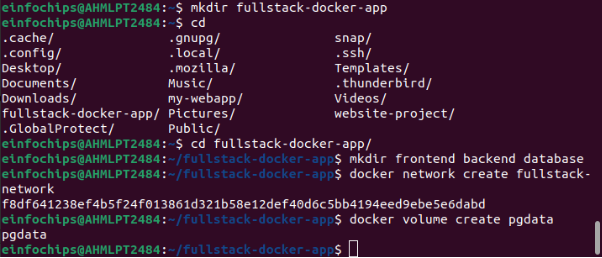 einfochips@AHMLPT2484:~$ mkdir fullstack-docker-app
einfochips@AHMLPT2484:~$ cd
.cache/ .gnupg/ snap/
.config/ .local/ .ssh/
Desktop/ .mozilla/ Templates/
Documents/ Music/ .thunderbird/
Downloads/ my-webapp/ Videos/
fullstack-docker-app/ Pictures/ website-project/
.GlobalProtect/ Public/
einfochips@AHMLPT2484:~$ cd fullstack-docker-app/
einfochips@AHMLPT2484:~/fullstack-docker-app$ mkdir frontend backend database
einfochips@AHMLPT2484:~/fullstack-docker-app$ docker network create fullstack-
network
f8df641238ef4b5f24f013861d321b58e12def40d6c5bb4194eed9ebe5e6dabd
einfochips@AHMLPT2484:~/fullstack-docker-app$ docker volume create pgdata
pgdata
einfochips@AHMLPT2484:~/fullstack-docker-app$